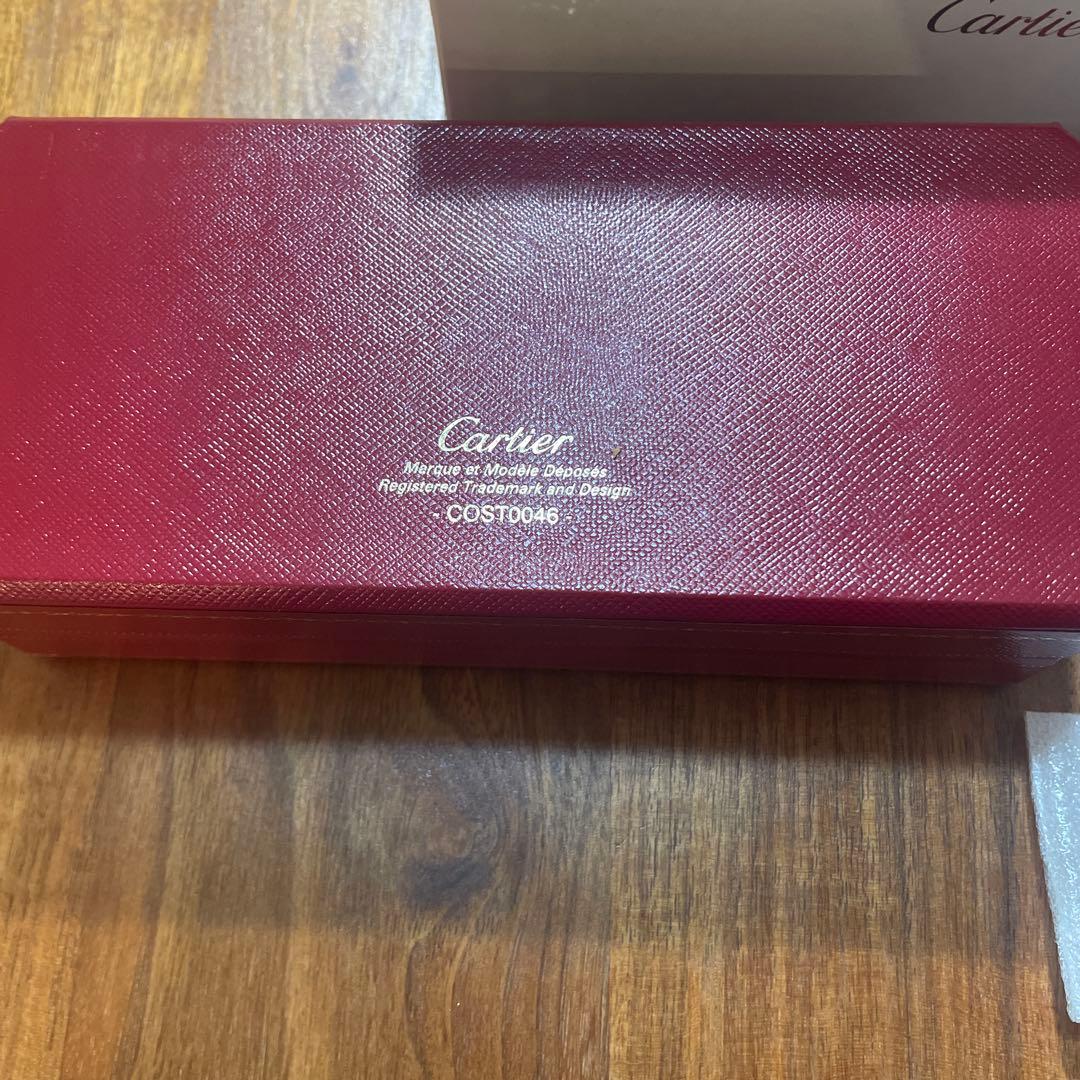 Cartier
Cartier
Marque et Modèle Déposés
Registered Trademark and Design
- COST0046 -